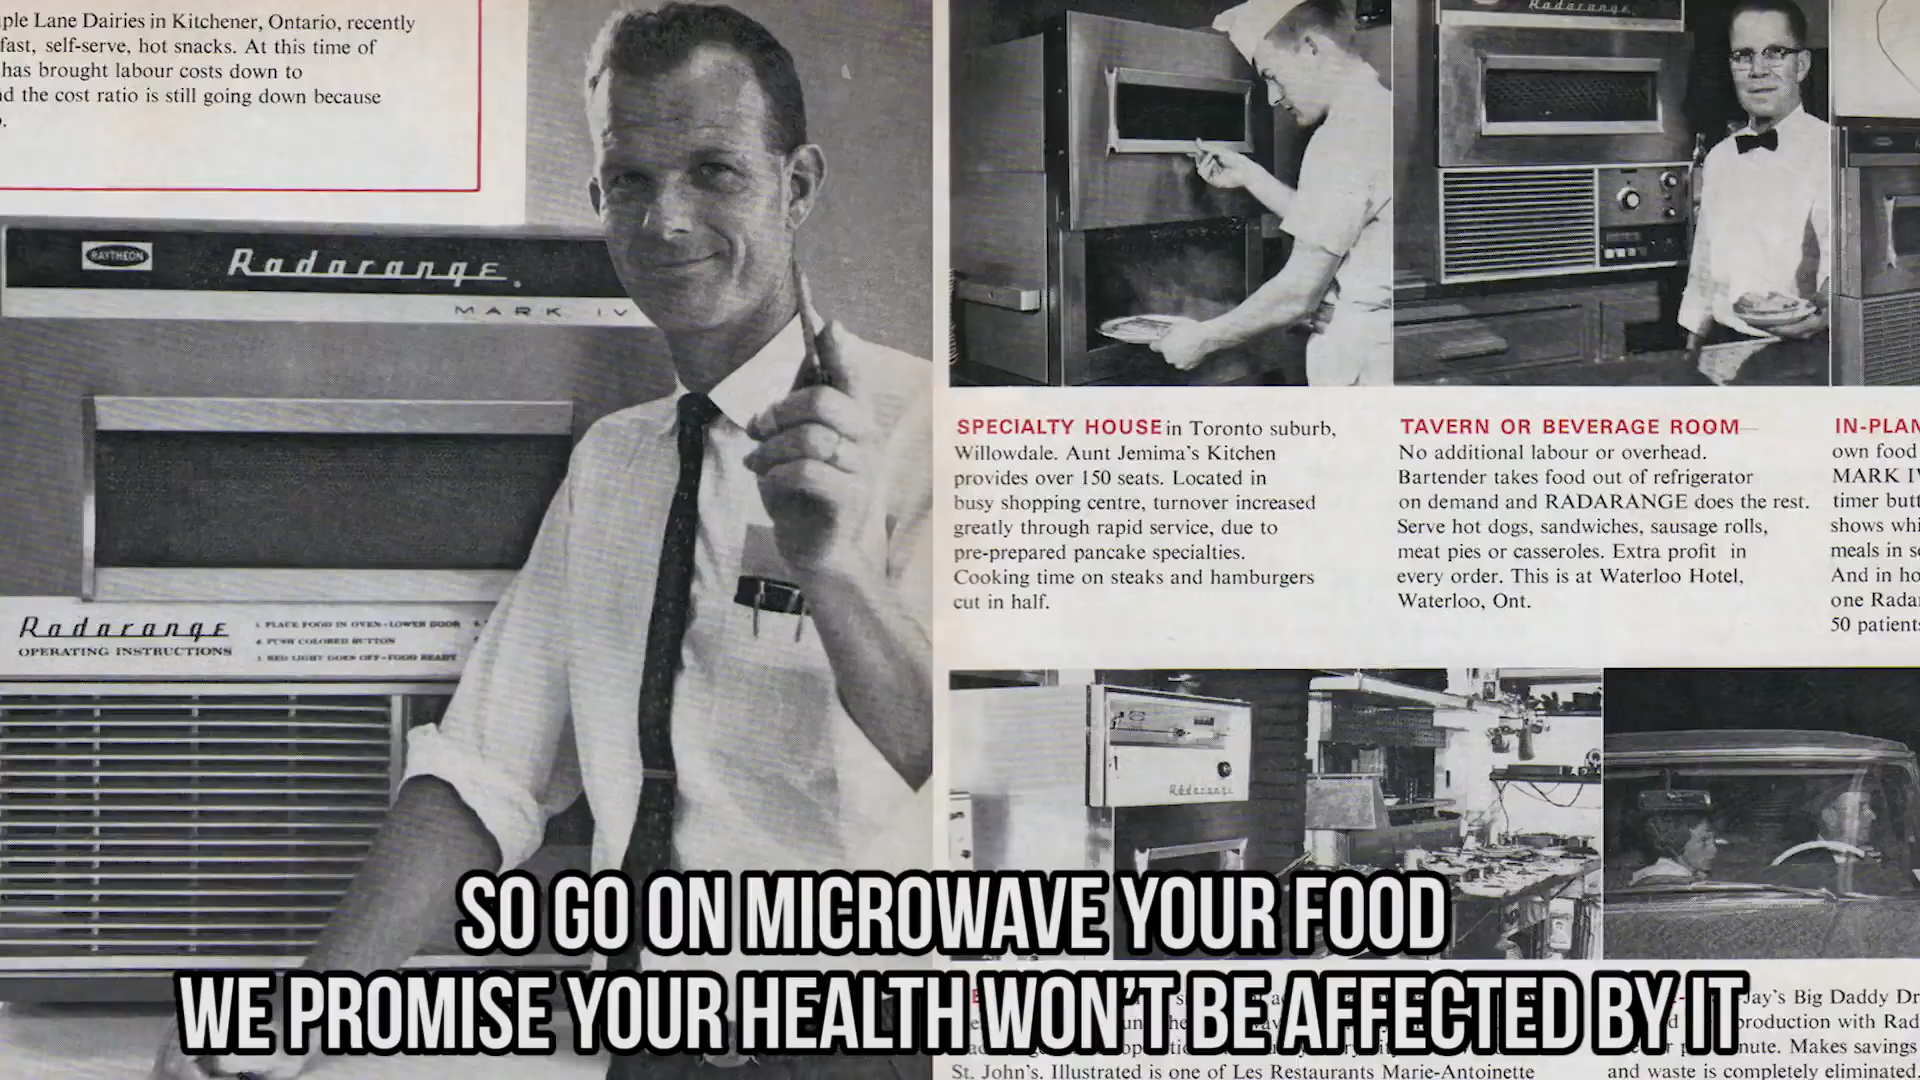 ple Lane Dairies in Kitchener, Ontario, recently
fast, self-serve, hot snacks. At this time of
has brought labour costs down to
d the cost ratio is still going down because
RAYTHEON
Radarange
MARK IV
Radarange
OPERATING INSTRUCTIONS
1. PLACE FOOD IN OVEN-LOWER DOOR
2. PUSH COLORED BUTTON
3. RED LIGHT GOES OFF-FOOD READY
Radarange
SPECIALTY HOUSE in Toronto suburb,
Willowdale. Aunt Jemima's Kitchen
provides over 150 seats. Located in
busy shopping centre, turnover increased
greatly through rapid service, due to
pre-prepared pancake specialties.
Cooking time on steaks and hamburgers
cut in half.
TAVERN OR BEVERAGE ROOM—
No additional labour or overhead.
Bartender takes food out of refrigerator
on demand and RADARANGE does the rest.
Serve hot dogs, sandwiches, sausage rolls,
meat pies or casseroles. Extra profit in
every order. This is at Waterloo Hotel,
Waterloo, Ont.
IN-PLAN
own food
MARK IV
timer butt
shows whi
meals in se
And in ho
one Radar
50 patients
Radarange
Jay's Big Daddy Dr
production with Rad
nute. Makes savings
St. John's. Illustrated is one of Les Restaurants Marie-Antoinette
and waste is completely eliminated.
SO GO ON MICROWAVE YOUR FOOD
WE PROMISE YOUR HEALTH WON'T BE AFFECTED BY IT